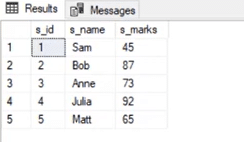 Results Messages
s_id s_name s_marks
1 1 Sam 45
2 2 Bob 87
3 3 Anne 73
4 4 Julia 92
5 5 Matt 65